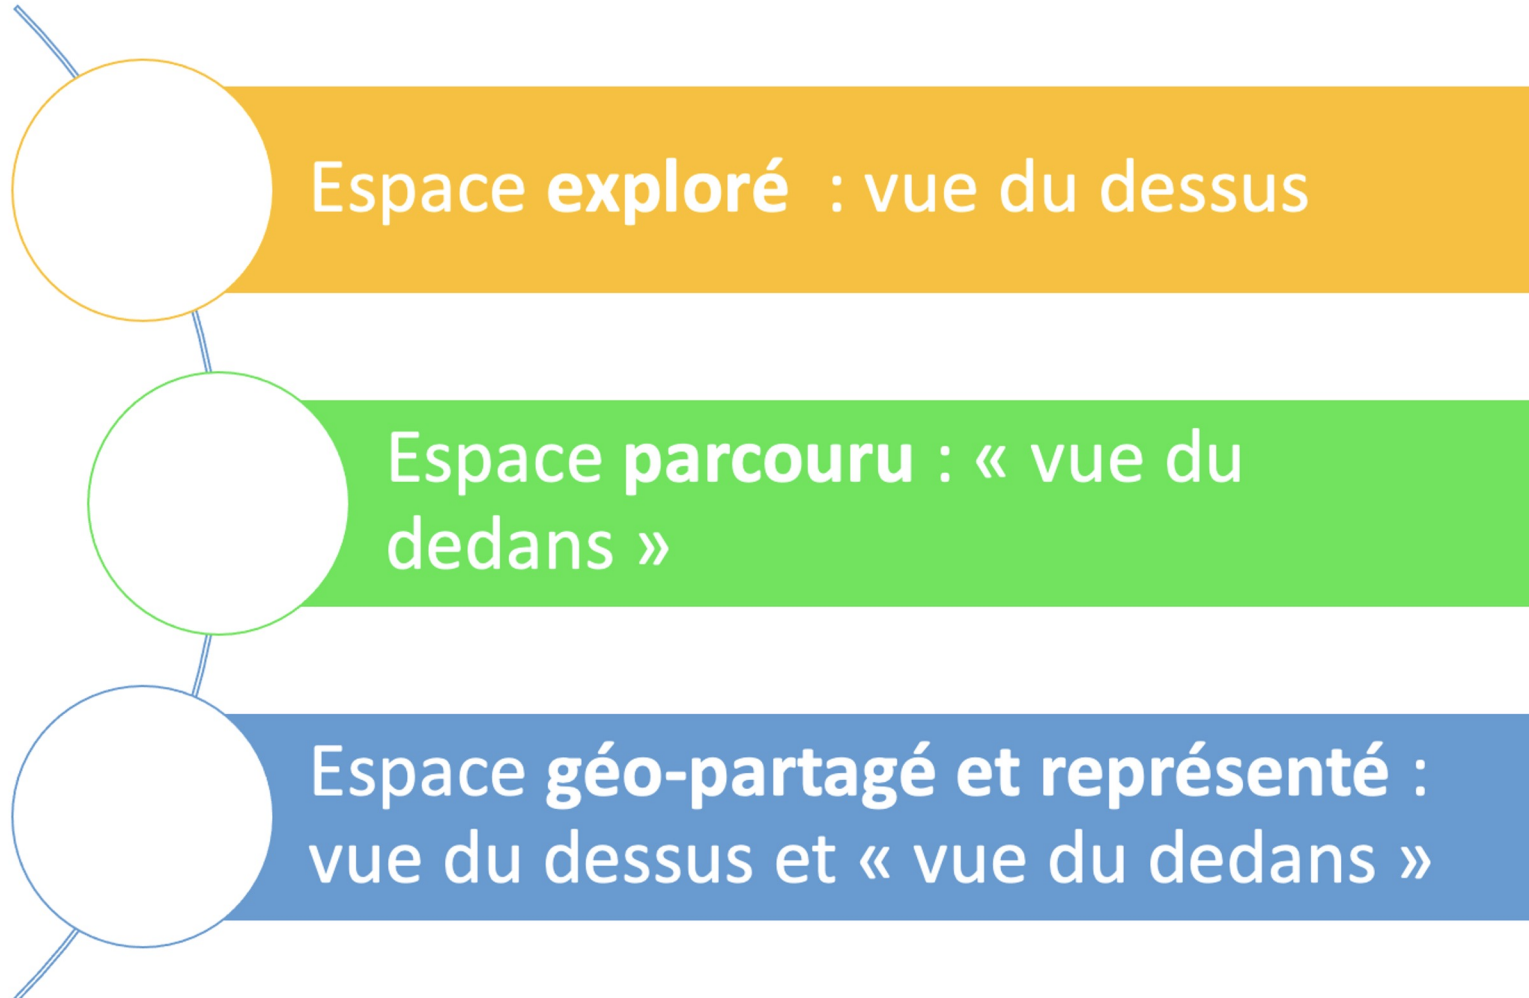 Espace exploré  : vue du dessus
Espace parcouru : « vue du
dedans »
Espace géo-partagé et représenté :
vue du dessus et « vue du dedans »